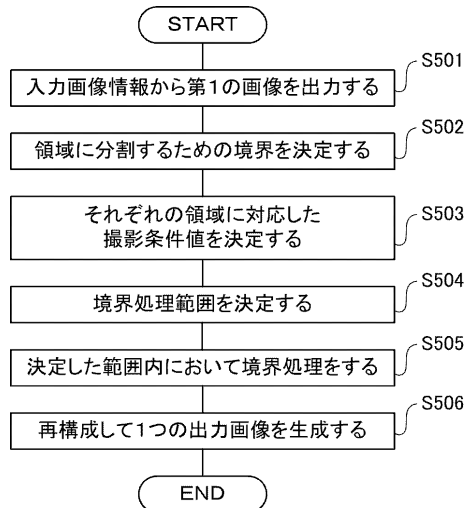 START
S501
入力画像情報から第1の画像を出力する
S502
領域に分割するための境界を決定する
S503
それぞれの領域に対応した
撮影条件値を決定する
S504
境界処理範囲を決定する
S505
決定した範囲内において境界処理をする
S506
再構成して1つの出力画像を生成する
END